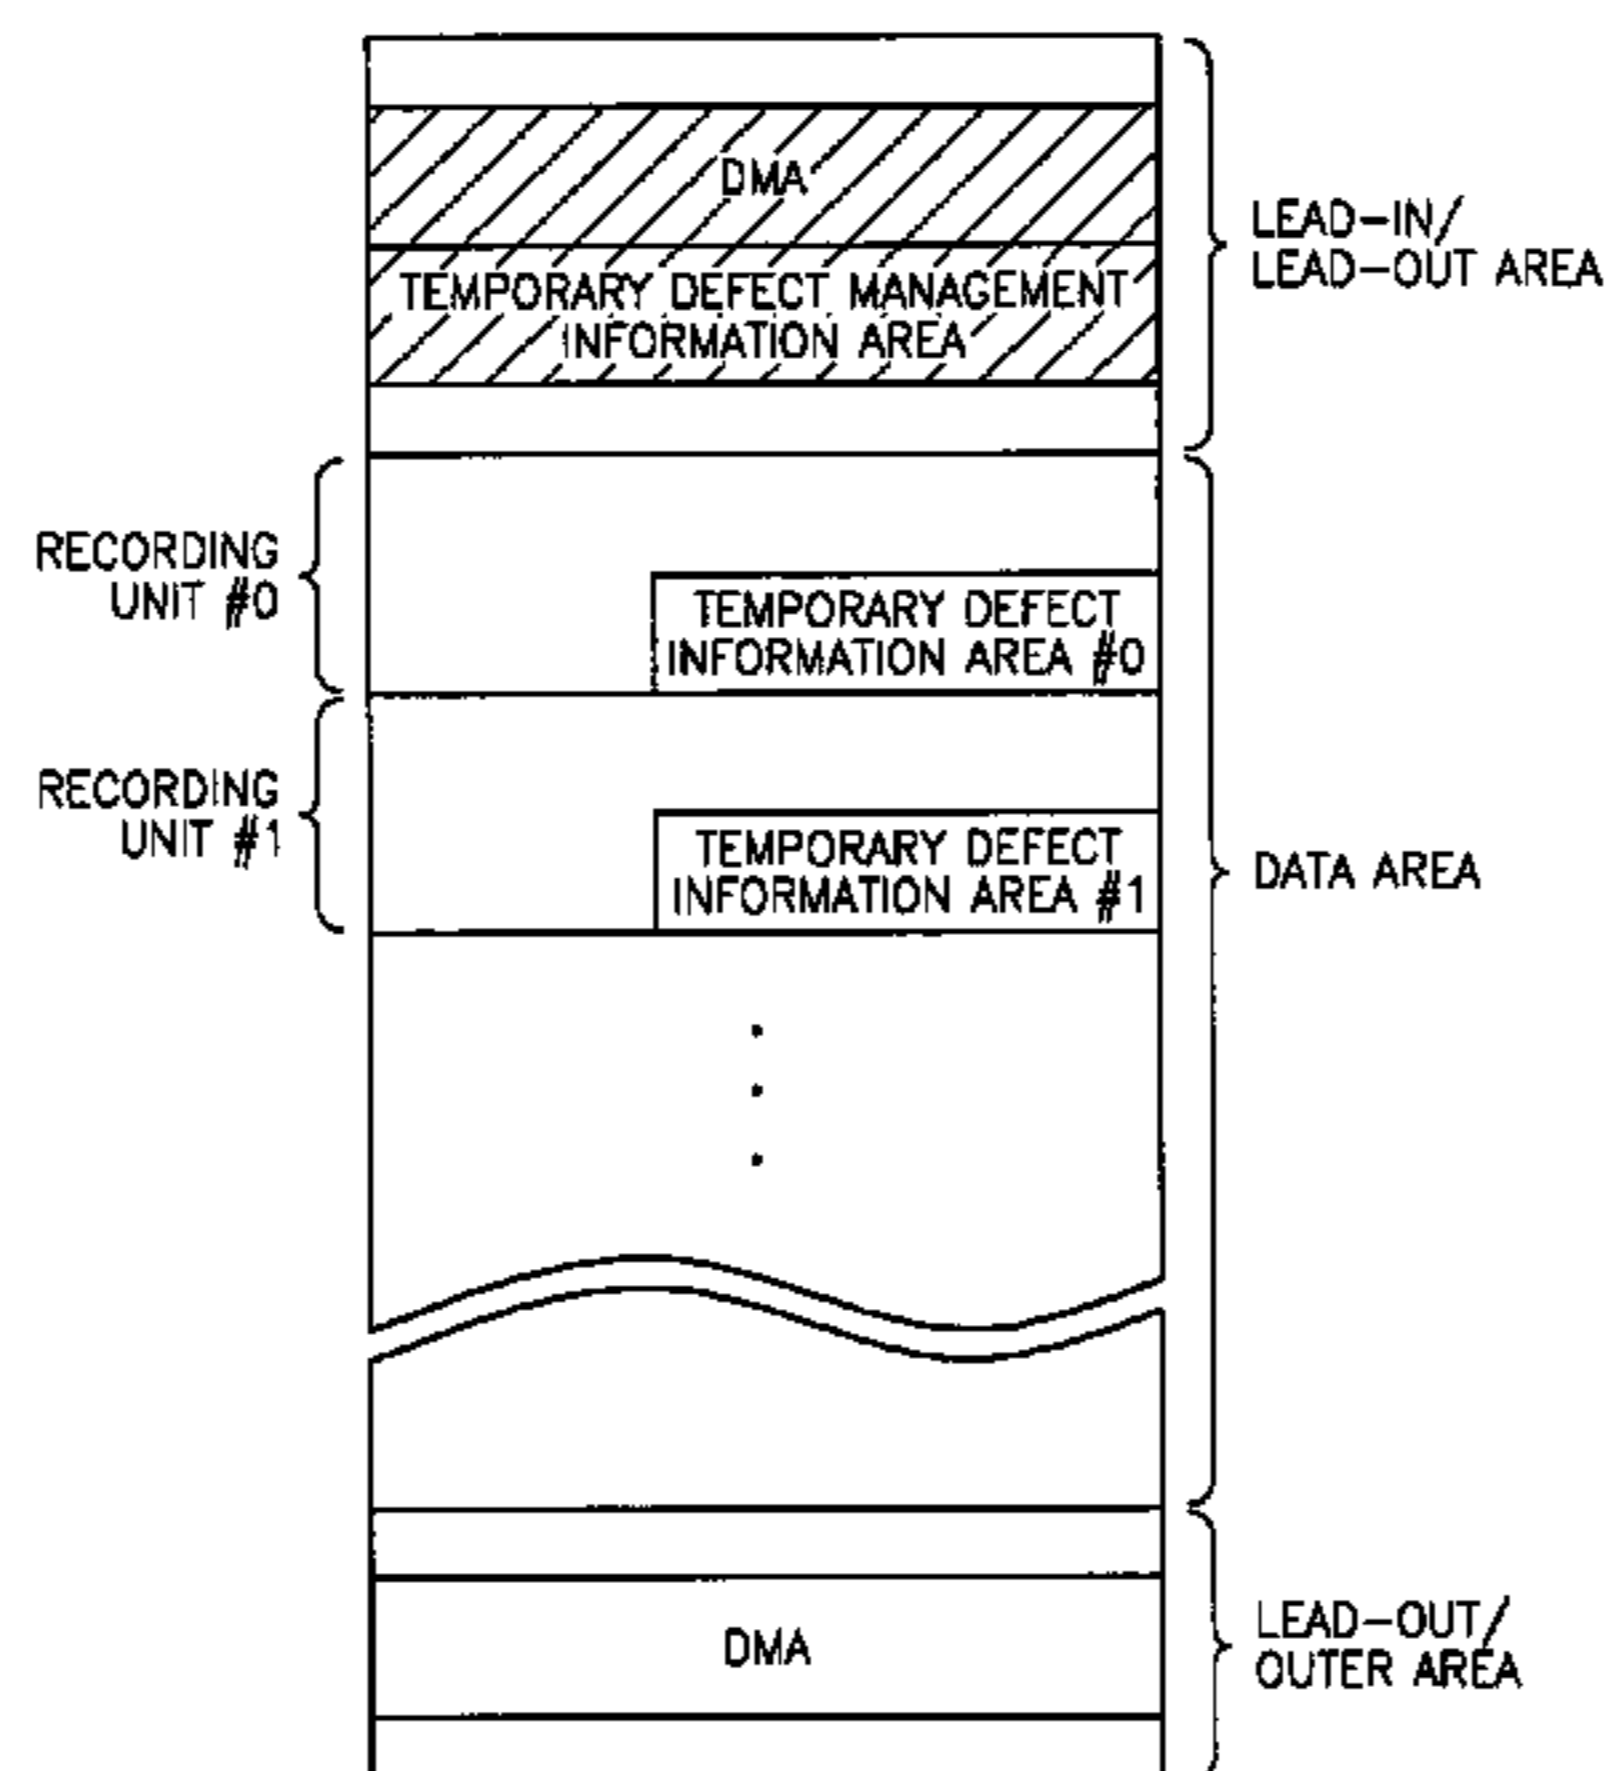 DMA
TEMPORARY DEFECT MANAGEMENT
INFORMATION AREA
LEAD-IN/
LEAD-OUT AREA
RECORDING
UNIT #0
TEMPORARY DEFECT
INFORMATION AREA #0
RECORDING
UNIT #1
TEMPORARY DEFECT
INFORMATION AREA #1
DATA AREA
DMA
LEAD-OUT/
OUTER AREA